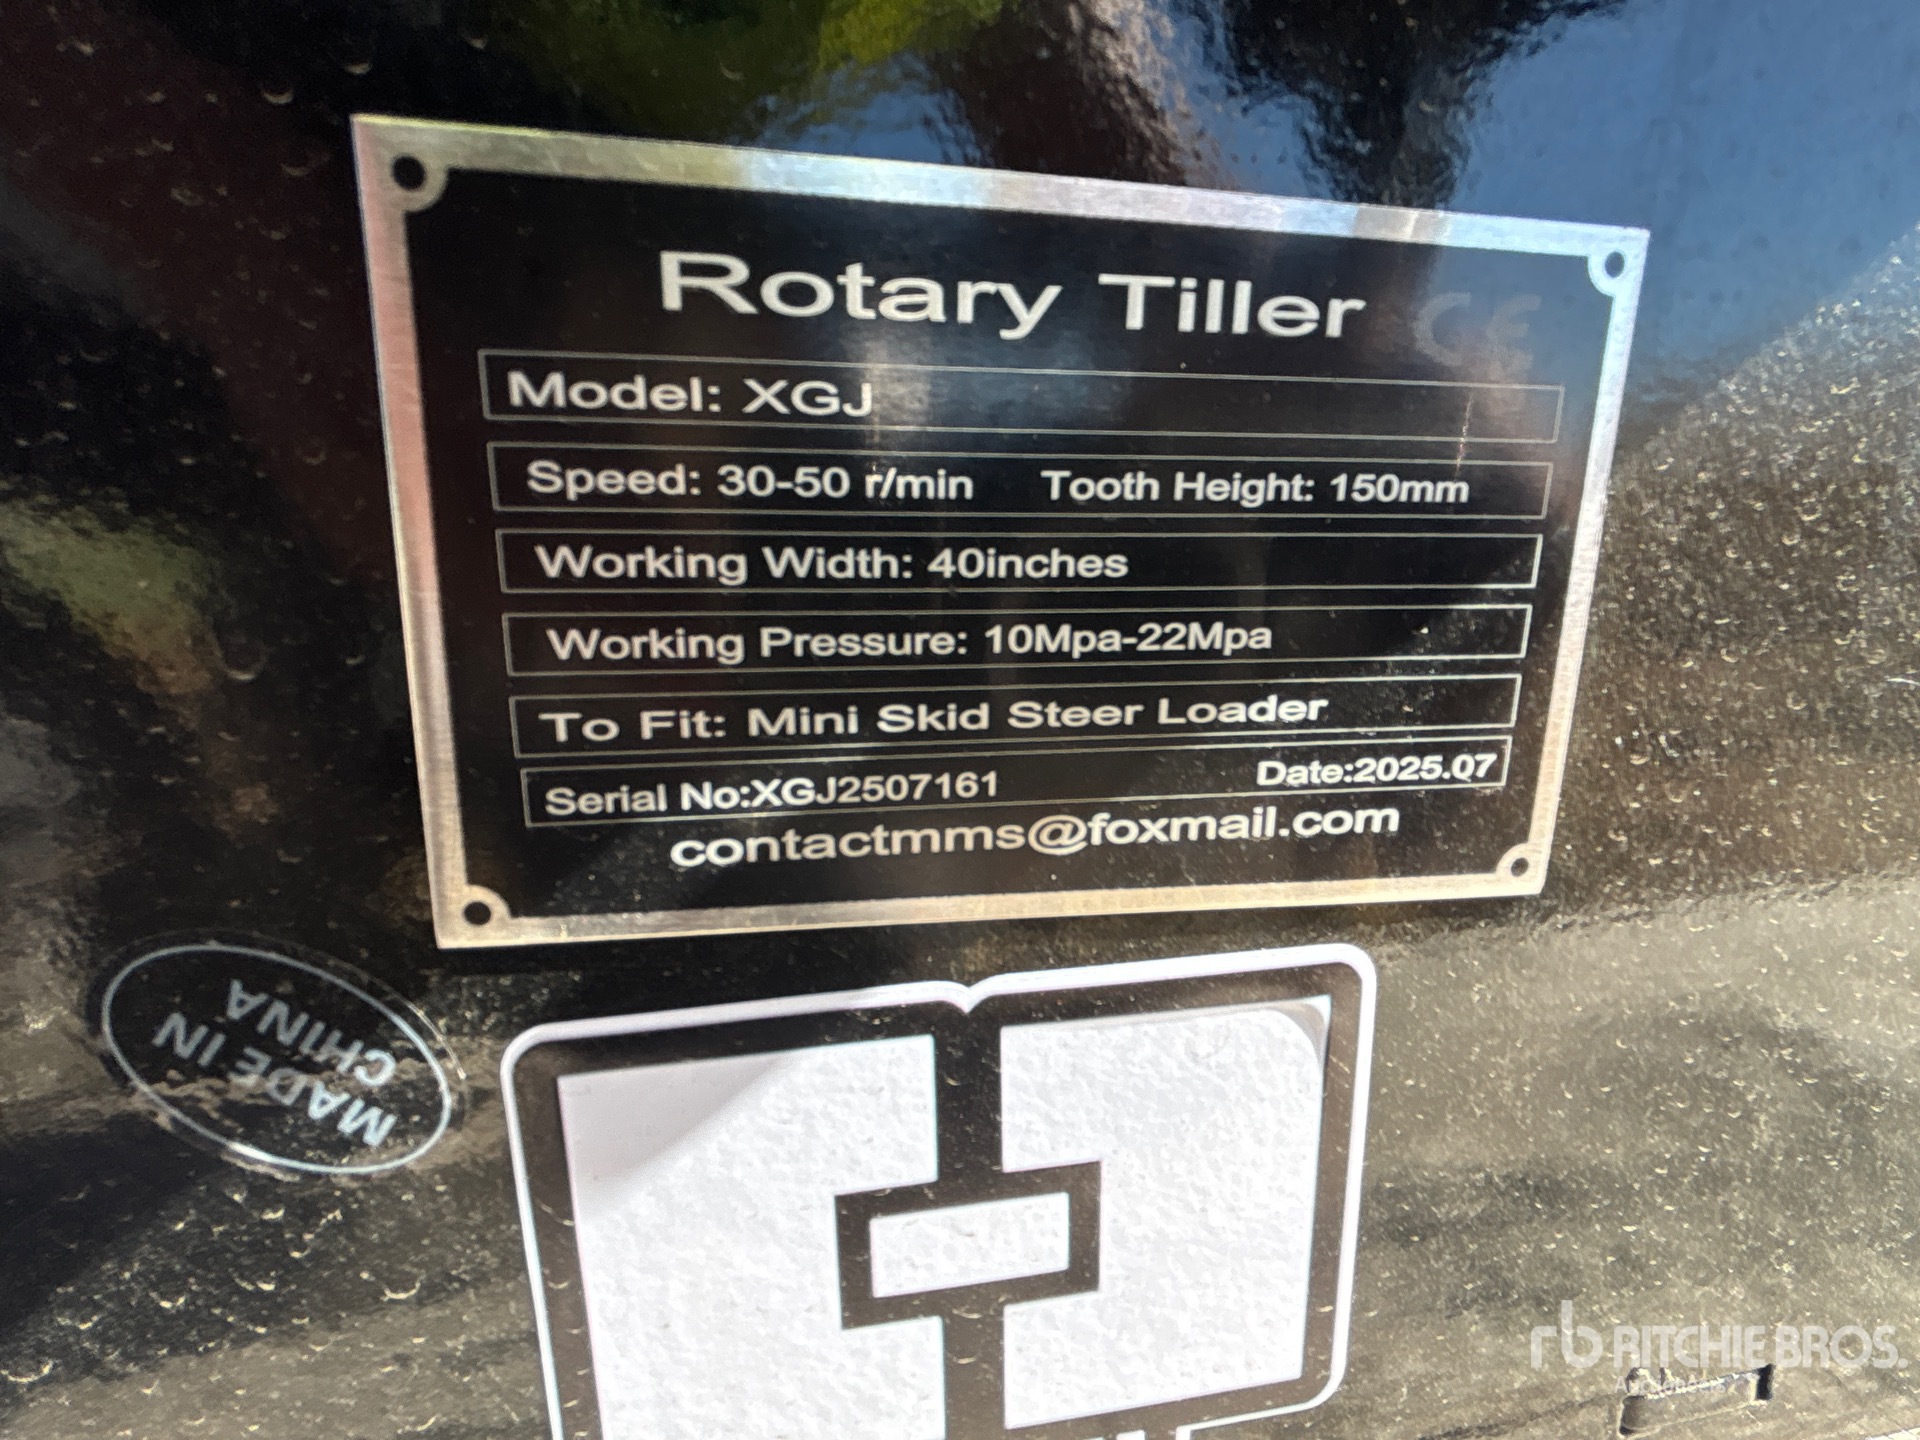 Rotary Tiller CE
Model: XGJ
Speed: 30-50 r/min Tooth Height: 150mm
Working Width: 40inches
Working Pressure: 10Mpa-22Mpa
To Fit: Mini Skid Steer Loader
Serial No:XGJ2507161 Date:2025.07
contactmms@foxmail.com
MADE IN
CHINA
rb RITCHIE BROS.
Auctioneers